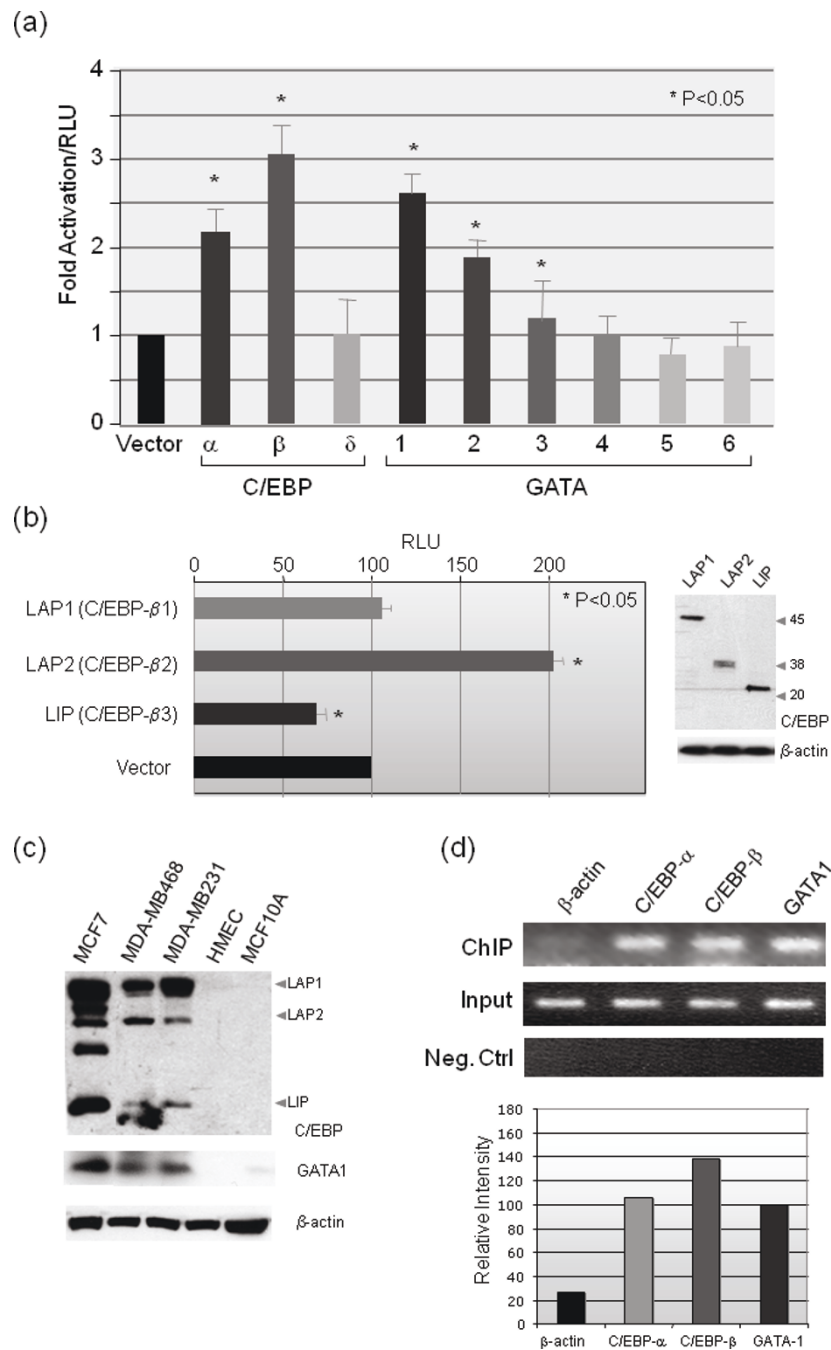 (a)
4
3
2
1
0
Fold Activation/RLU
* P<0.05
*
*
*
*
*
Vector
α β δ 1 2 3 4 5 6
C/EBP GATA
(b)
RLU
0 50 100 200
* P<0.05
LAP1 (C/EBP-β1)
LAP2 (C/EBP-β2)
*
LIP (C/EBP-β3)
*
Vector
LAP1 LAP2 LIP
45
38
20
C/EBP
β-actin
(c)
MCF7 MDA-MB468 MDA-MB231 HMEC MCF10A
LAP1
LAP2
LIP
C/EBP
GATA1
β-actin
(d)
β-actin C/EBP-α C/EBP-β GATA1
ChIP
Input
Neg. Ctrl
180
160
140
120
100
80
60
40
20
0
Relative Intensity
β-actin C/EBP-α C/EBP-β GATA-1